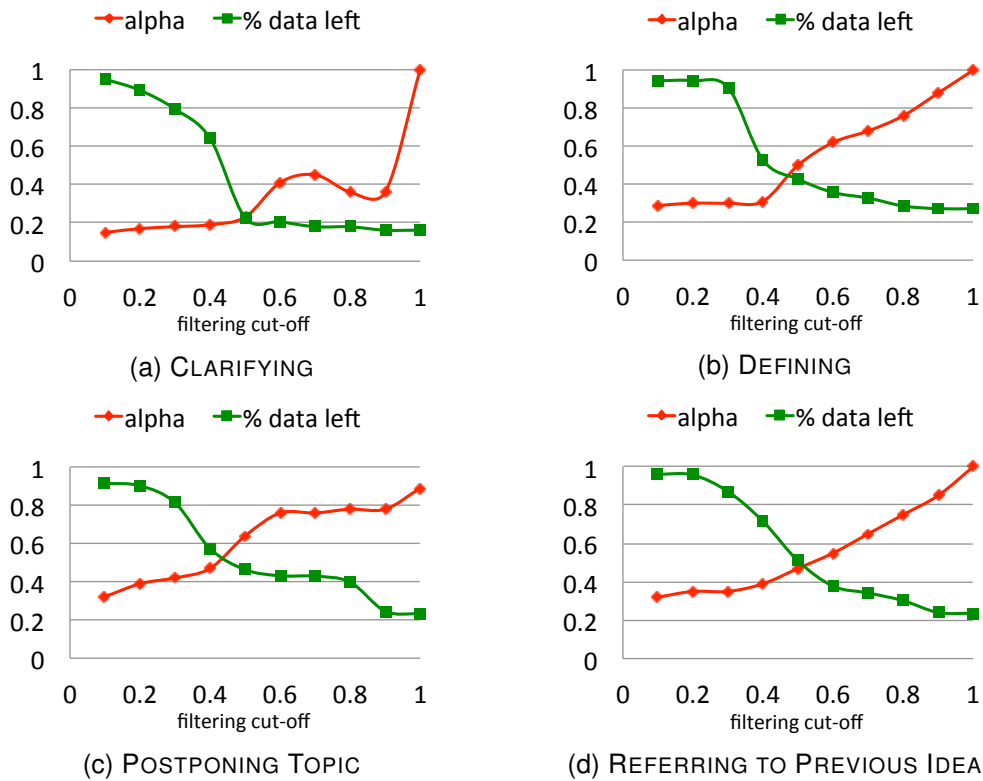 alpha % data left
1
0.8
0.6
0.4
0.2
0
0 0.2 0.4 0.6 0.8 1
filtering cut-off
(a) CLARIFYING
alpha % data left
1
0.8
0.6
0.4
0.2
0
0 0.2 0.4 0.6 0.8 1
filtering cut-off
(b) DEFINING
alpha % data left
1
0.8
0.6
0.4
0.2
0
0 0.2 0.4 0.6 0.8 1
filtering cut-off
(c) POSTPONING TOPIC
alpha % data left
1
0.8
0.6
0.4
0.2
0
0 0.2 0.4 0.6 0.8 1
filtering cut-off
(d) REFERRING TO PREVIOUS IDEA